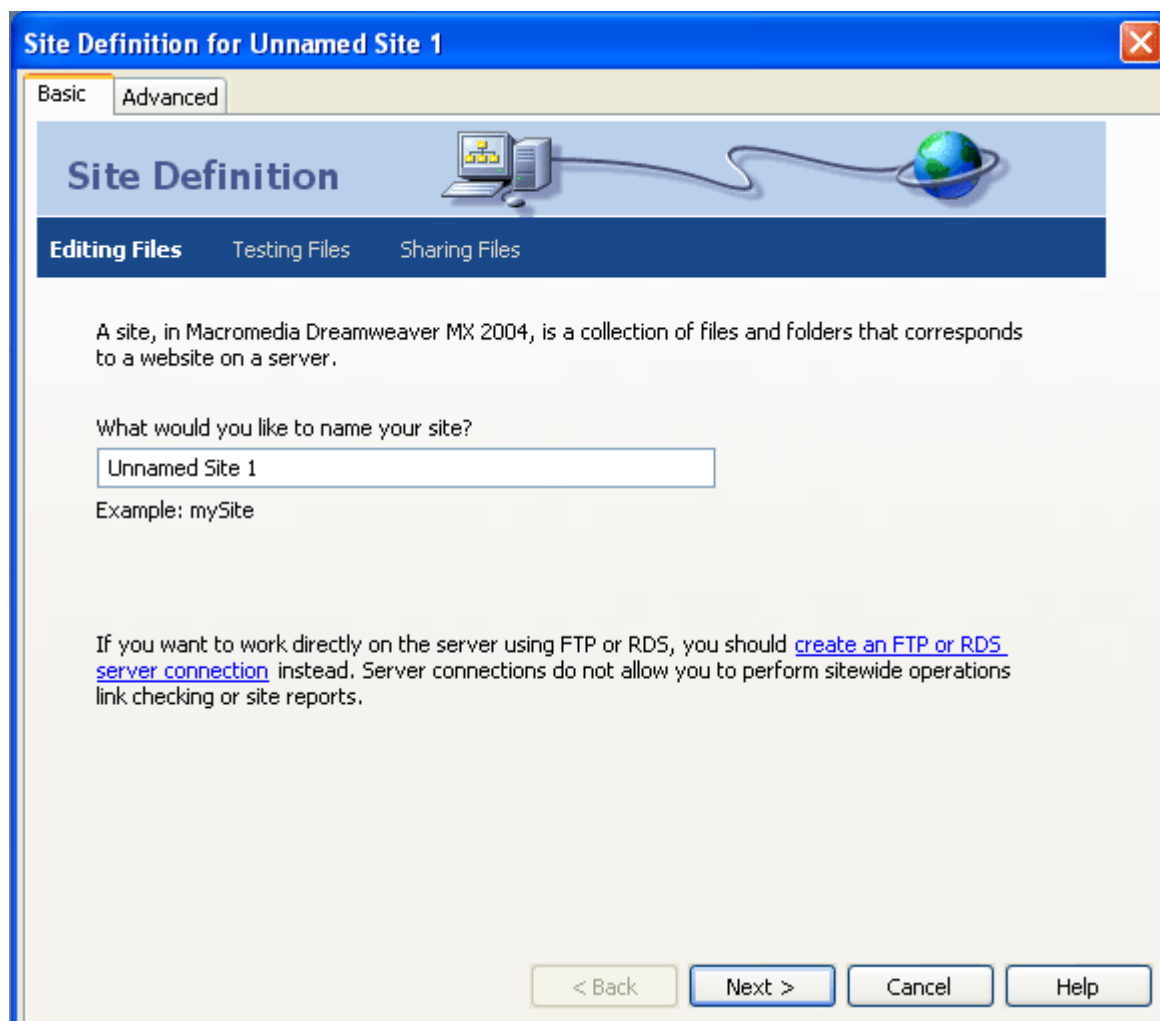 Site Definition for Unnamed Site 1
Basic Advanced
Site Definition
Editing Files Testing Files Sharing Files
A site, in Macromedia Dreamweaver MX 2004, is a collection of files and folders that corresponds
to a website on a server.
What would you like to name your site?
Unnamed Site 1
Example: mySite
If you want to work directly on the server using FTP or RDS, you should create an FTP or RDS
server connection instead. Server connections do not allow you to perform sitewide operations
link checking or site reports.
< Back Next > Cancel Help